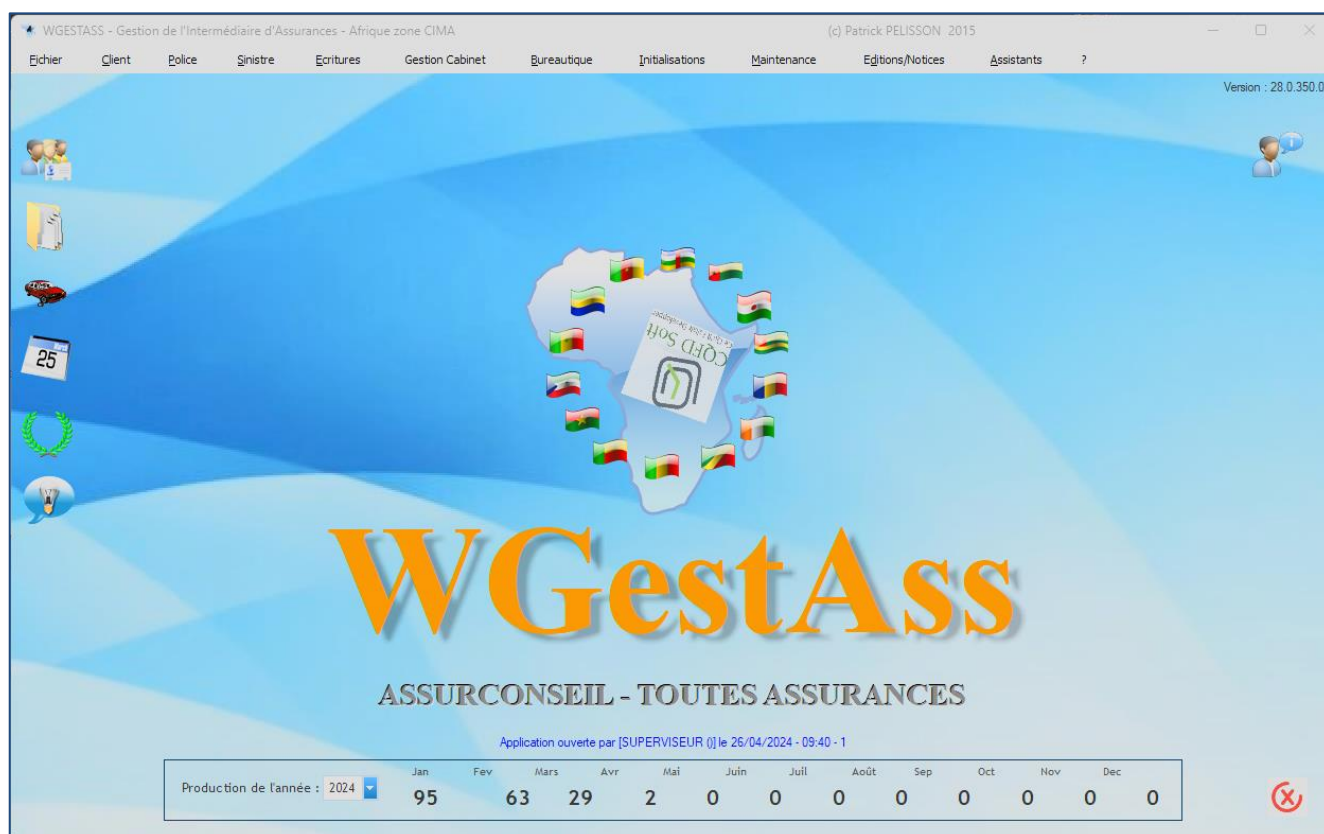 WGESTASS - Gestion de l'Intermédiaire d'Assurances - Afrique zone CIMA (c) Patrick PELISSON 2015
Fichier Client Police Sinistre Ecritures Gestion Cabinet Bureautique Initialisations Maintenance Editions/Notices Assistants ?
Version : 28.0.350.0
25
CQFD Soft
WGestAss
ASSURCONSEIL - TOUTES ASSURANCES
Application ouverte par [SUPERVISEUR ()] le 26/04/2024 - 09:40 - 1
Jan Fev Mars Avr Mai Juin Juil Août Sep Oct Nov Dec
Production de l'année : 2024 95 63 29 2 0 0 0 0 0 0 0 0